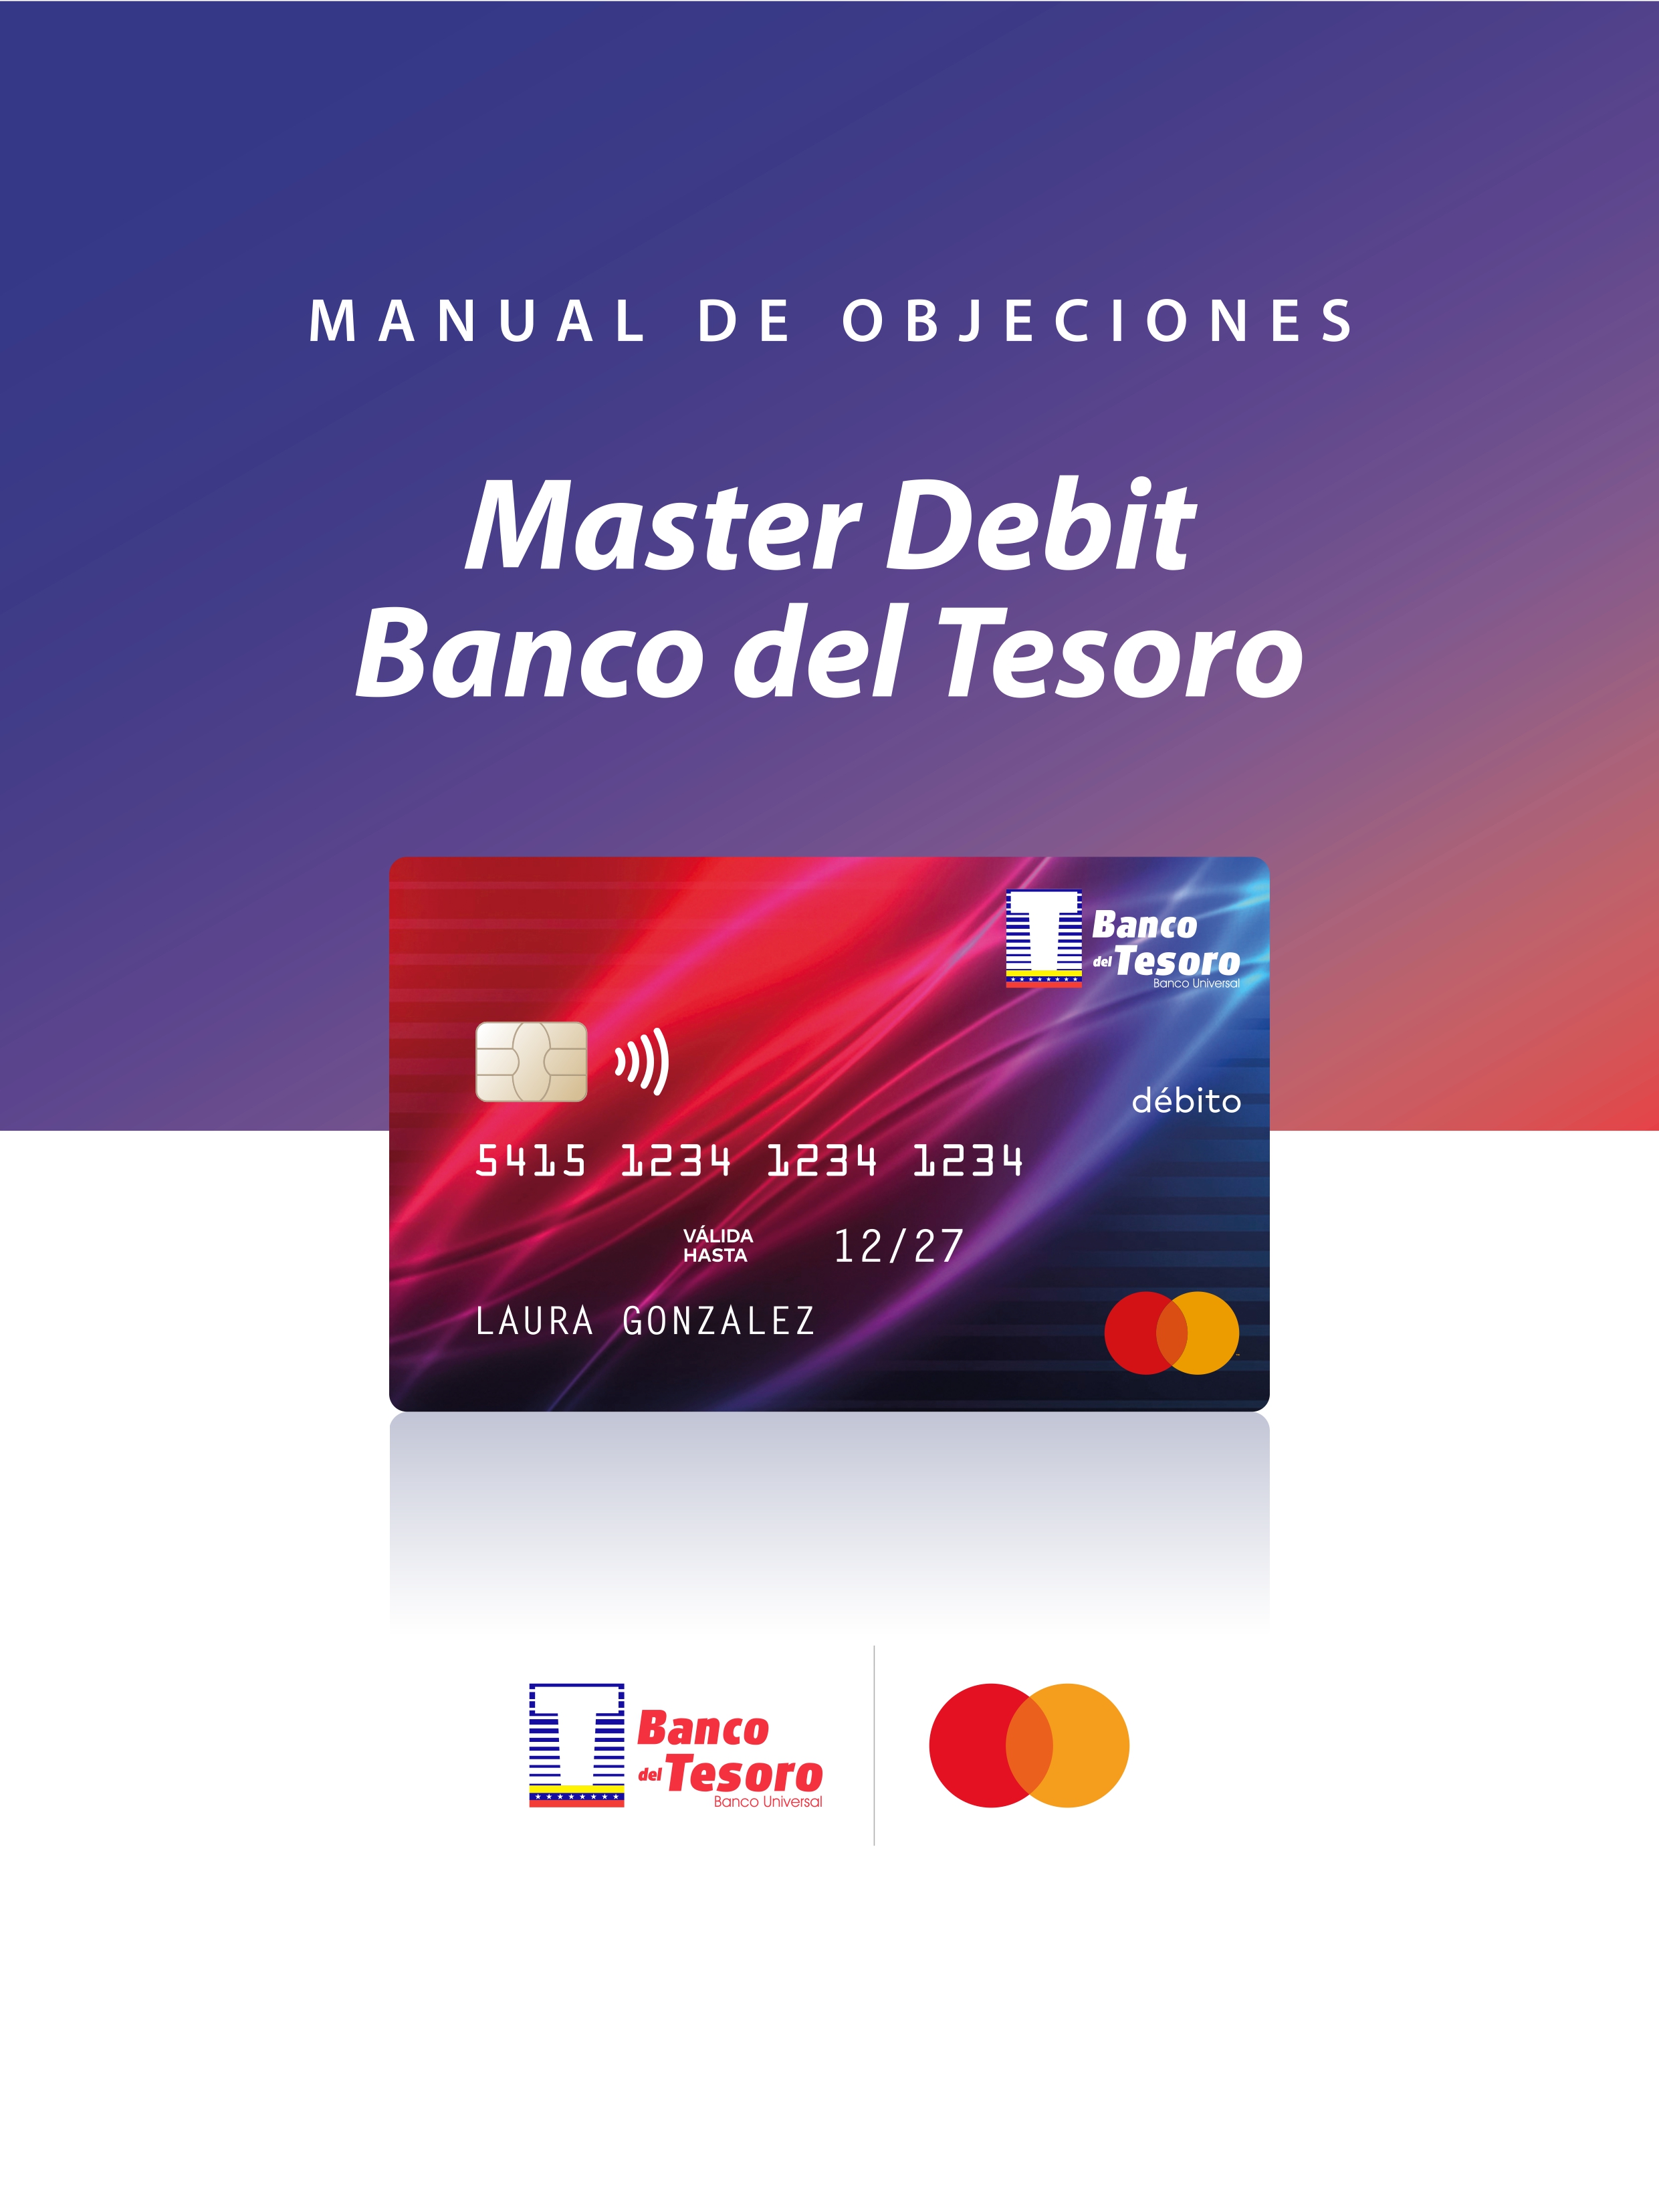 MANUAL DE OBJECIONES
Master Debit
Banco del Tesoro
Banco
del Tesoro
Banco Universal
débito
5415 1234 1234 1234
VÁLIDA
HASTA
12/27
LAURA GONZALEZ
Banco
del Tesoro
Banco Universal